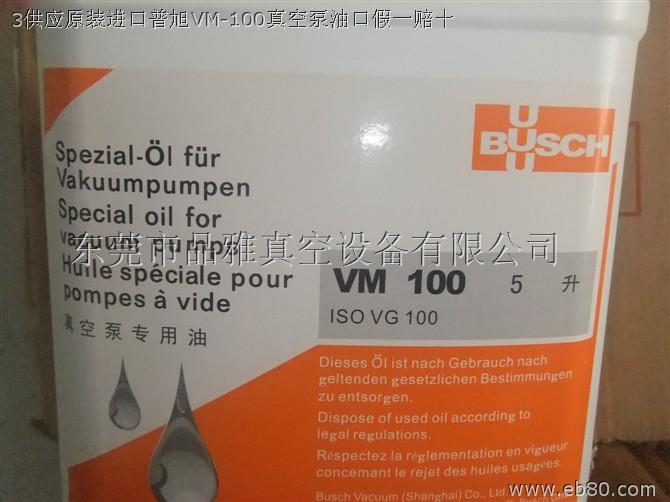 3供应原装进口普旭VM-100真空泵油口假一赔十
BUSCH
Spezial-Öl für
Vakuumpumpen
Special oil for
vacuum pumps
Huile spéciale pour
pompes à vide
真空泵专用油
东莞市品雅真空设备有限公司
VM 100 5 升
ISO VG 100
Dieses Öl ist nach Gebrauch nach
geltenden gesetzlichen Bestimmungen
zu entsorgen.
Dispose of used oil according to
legal regulations.
Réspectez la réglementation en vigueur
concemant le rejet des huiles usagées.
Busch Vacuum (Shanghai) Co., Ltd.
www.eb80.com